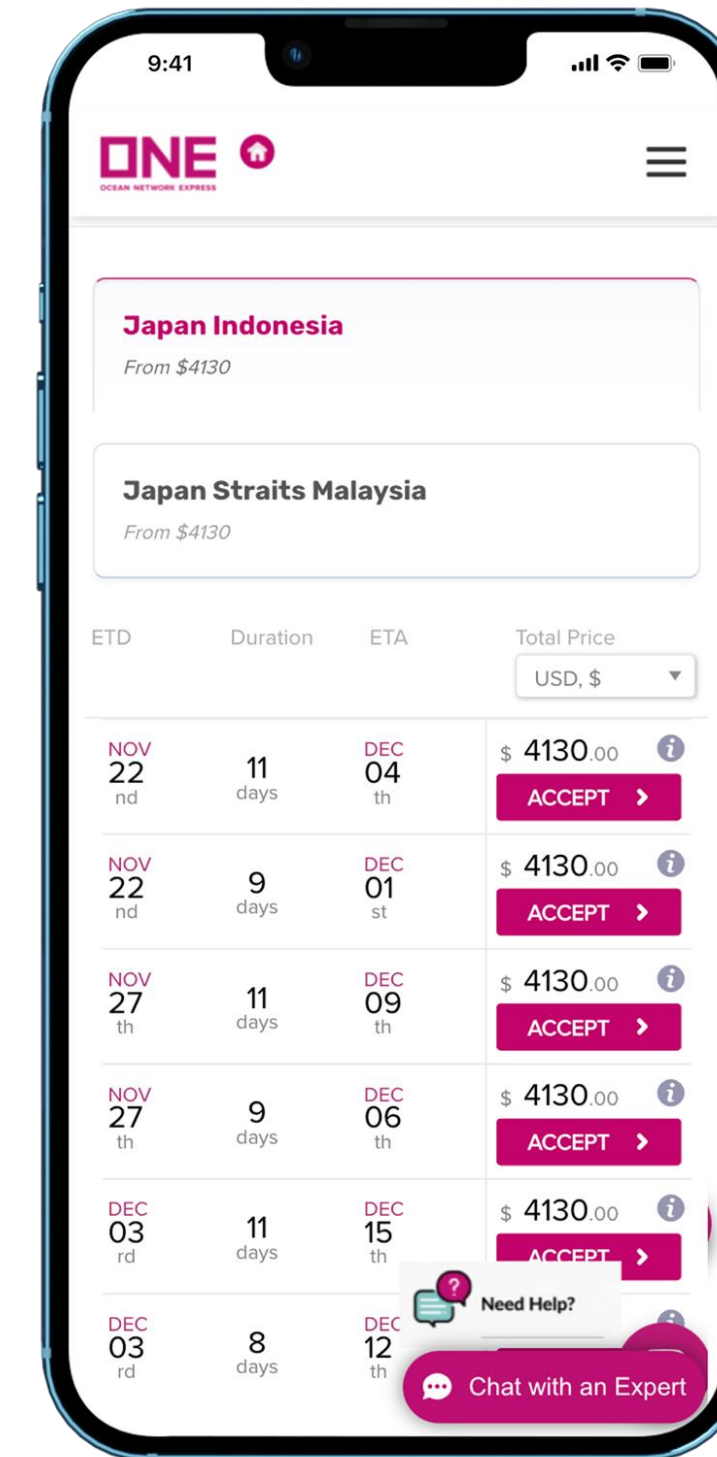 9:41
ONE
OCEAN NETWORK EXPRESS
Japan Indonesia
From $4130
Japan Straits Malaysia
From $4130
ETD Duration ETA Total Price
USD, $
NOV 22 nd 11 days DEC 04 th $ 4130.00 i
ACCEPT
NOV 22 nd 9 days DEC 01 st $ 4130.00 i
ACCEPT
NOV 27 th 11 days DEC 09 th $ 4130.00 i
ACCEPT
NOV 27 th 9 days DEC 06 th $ 4130.00 i
ACCEPT
DEC 03 rd 11 days DEC 15 th $ 4130.00 i
ACCEPT
? Need Help?
DEC 03 rd 8 days DEC 12 th
Chat with an Expert